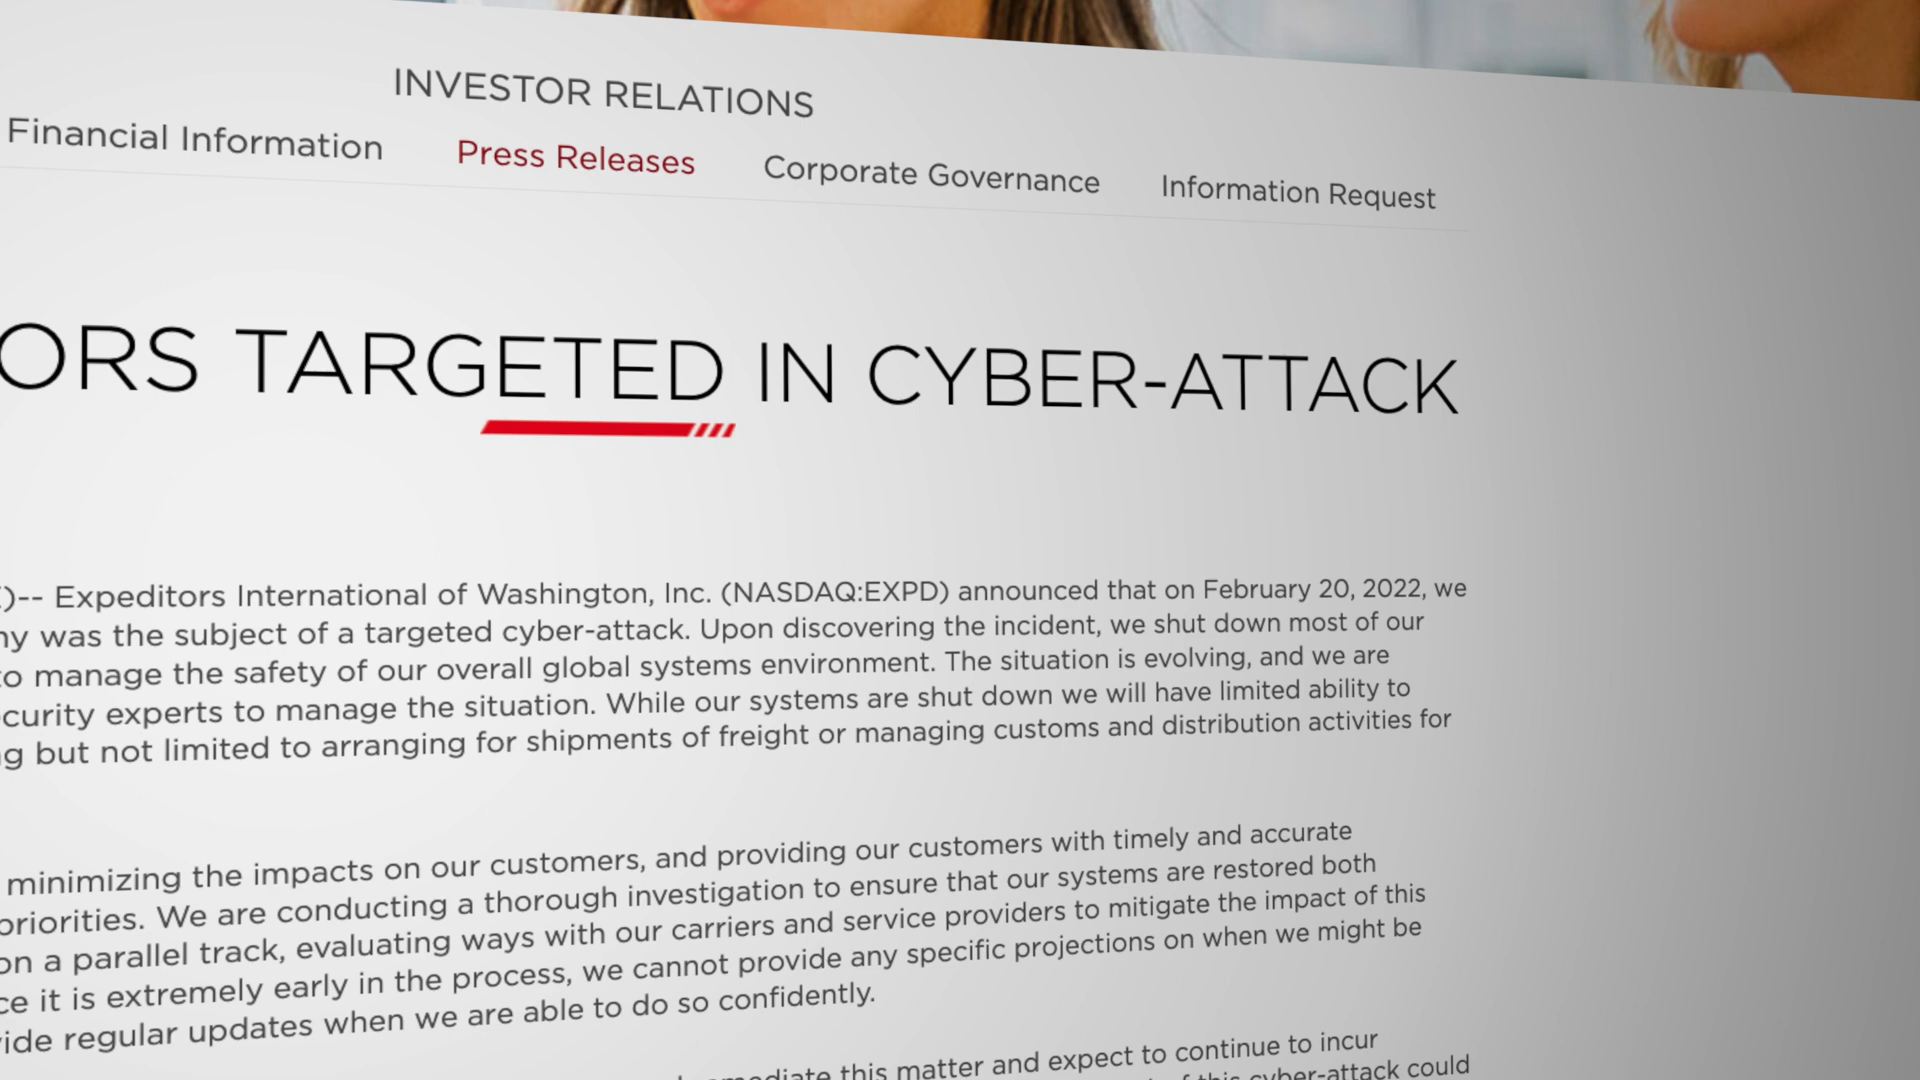 INVESTOR RELATIONS
Financial Information Press Releases Corporate Governance Information Request
ORS TARGETED IN CYBER-ATTACK
)-- Expeditors International of Washington, Inc. (NASDAQ:EXPD) announced that on February 20, 2022, we
ny was the subject of a targeted cyber-attack. Upon discovering the incident, we shut down most of our
to manage the safety of our overall global systems environment. The situation is evolving, and we are
curity experts to manage the situation. While our systems are shut down we will have limited ability to
g but not limited to arranging for shipments of freight or managing customs and distribution activities for
minimizing the impacts on our customers, and providing our customers with timely and accurate
priorities. We are conducting a thorough investigation to ensure that our systems are restored both
on a parallel track, evaluating ways with our carriers and service providers to mitigate the impact of this
ce it is extremely early in the process, we cannot provide any specific projections on when we might be
vide regular updates when we are able to do so confidently.
mediate this matter and expect to continue to incur
of this cyber-attack could